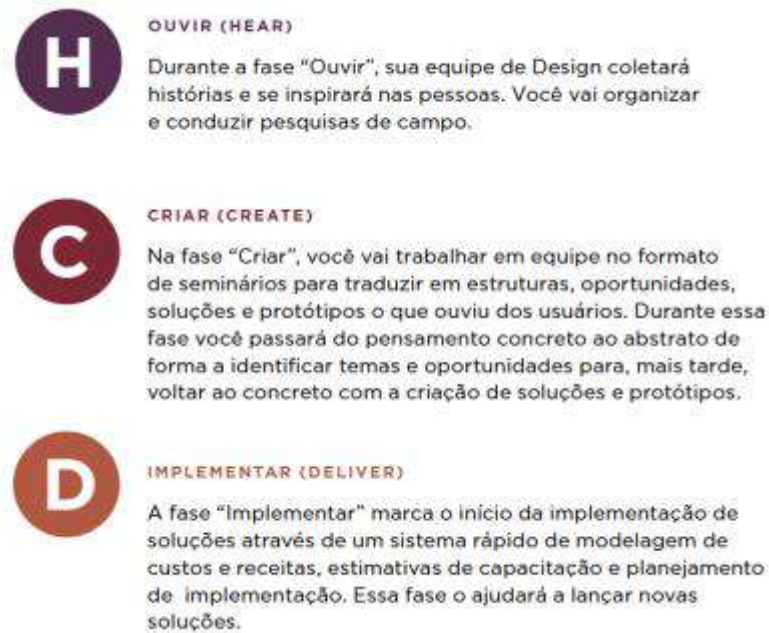 H
OUVIR (HEAR)
Durante a fase “Ouvir”, sua equipe de Design coletará
histórias e se inspirará nas pessoas. Você vai organizar
e conduzir pesquisas de campo.
C
CRIAR (CREATE)
Na fase “Criar”, você vai trabalhar em equipe no formato
de seminários para traduzir em estruturas, oportunidades,
soluções e protótipos o que ouviu dos usuários. Durante essa
fase você passará do pensamento concreto ao abstrato de
forma a identificar temas e oportunidades para, mais tarde,
voltar ao concreto com a criação de soluções e protótipos.
D
IMPLEMENTAR (DELIVER)
A fase “Implementar” marca o início da implementação de
soluções através de um sistema rápido de modelagem de
custos e receitas, estimativas de capacitação e planejamento
de implementação. Essa fase o ajudará a lançar novas
soluções.